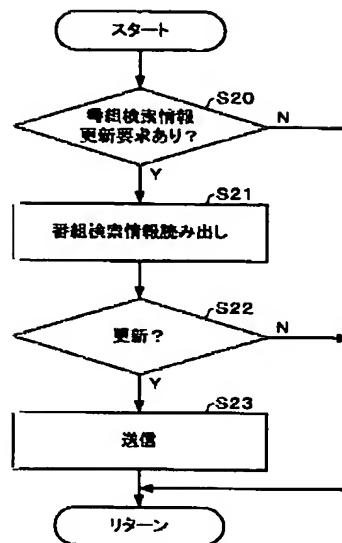 スタート
S20
番組検索情報
更新要求あり?
N
Y
S21
番組検索情報読み出し
S22
更新?
N
Y
S23
送信
リターン